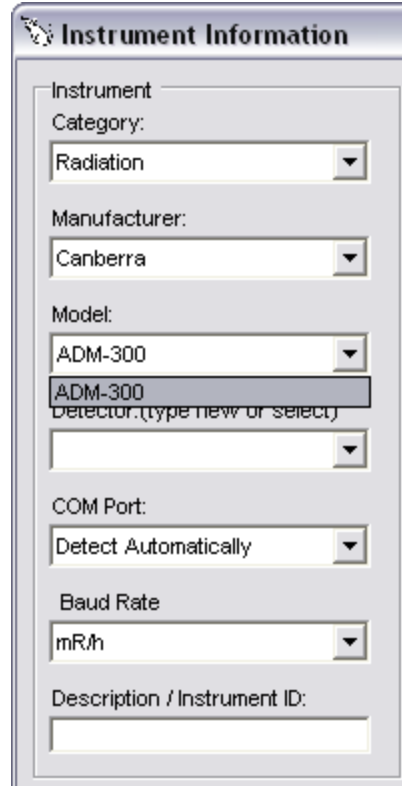 Instrument Information
Instrument
Category:
Radiation
Manufacturer:
Canberra
Model:
ADM-300
ADM-300
Detector:(type new or select)
COM Port:
Detect Automatically
Baud Rate
mR/h
Description / Instrument ID: